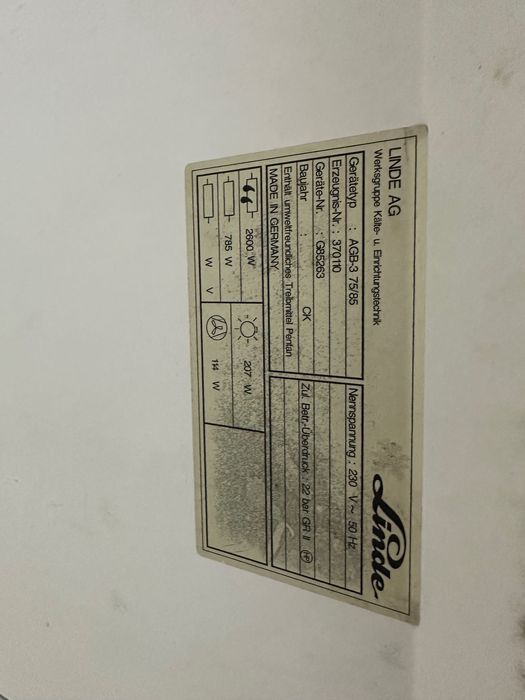 LINDE AG
Werksgruppe Kälte- u. Einrichtungstechnik
Linde
Gerätetyp : AGB-3 75/85
Nennspannung : 230 V ~ 50 Hz
Erzeugnis-Nr. : 370110
Geräte-Nr. : G85263
Baujahr : CK
Zul. Betr.-Überdruck : 22 bar GR II HP
Enthält umweltfreundliches Treibmittel Pentan
MADE IN GERMANY
2600 W
207 W
785 W
114 W
W V